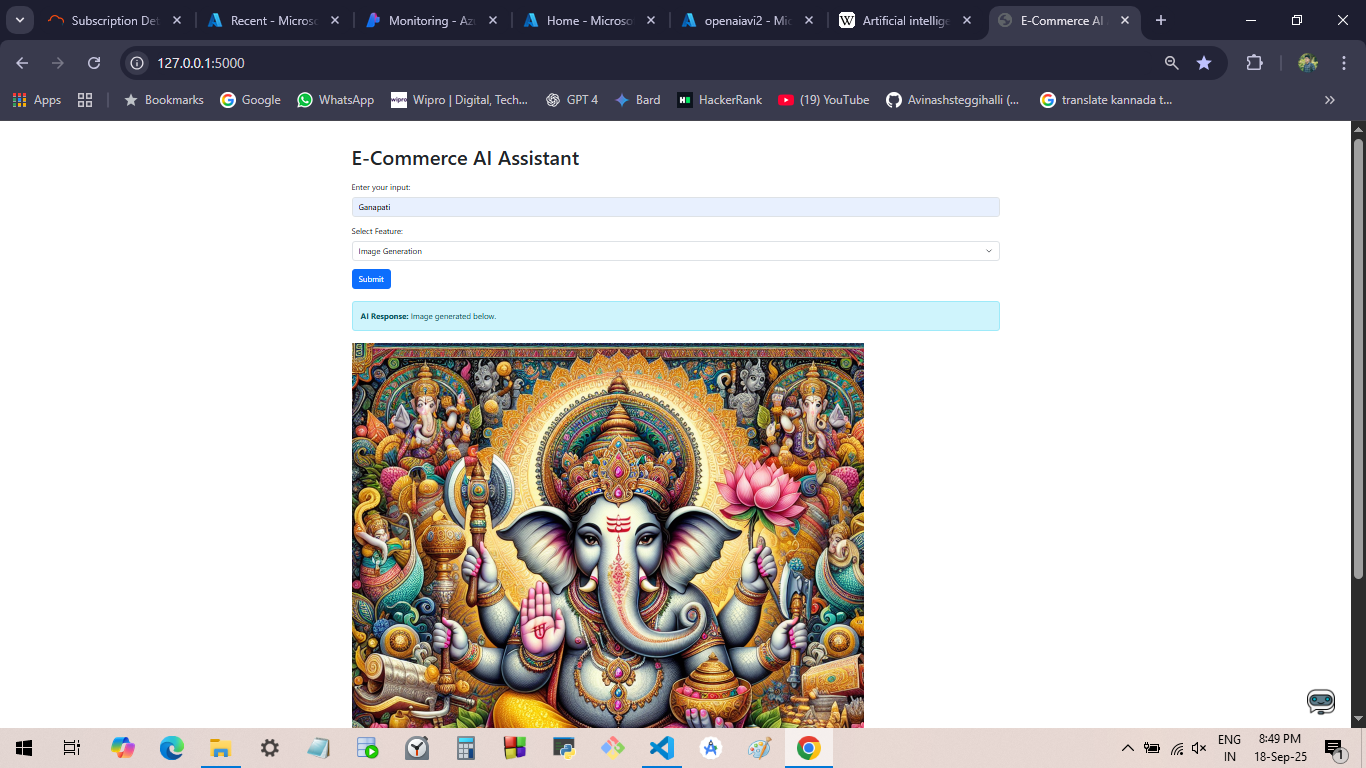 Subscription Det
Recent - Microso
Monitoring - Azu
Home - Microso
openaiavi2 - Mic
Artificial intellige
E-Commerce AI
127.0.0.1:5000
Apps
Bookmarks
Google
WhatsApp
wipro
Wipro | Digital, Tech...
GPT 4
Bard
HackerRank
(19) YouTube
Avinashsteggihalli (...
translate kannada t...
E-Commerce AI Assistant
Enter your input:
Ganapati
Select Feature:
Image Generation
Submit
AI Response: Image generated below.
ENG
IN
8:49 PM
18-Sep-25
1